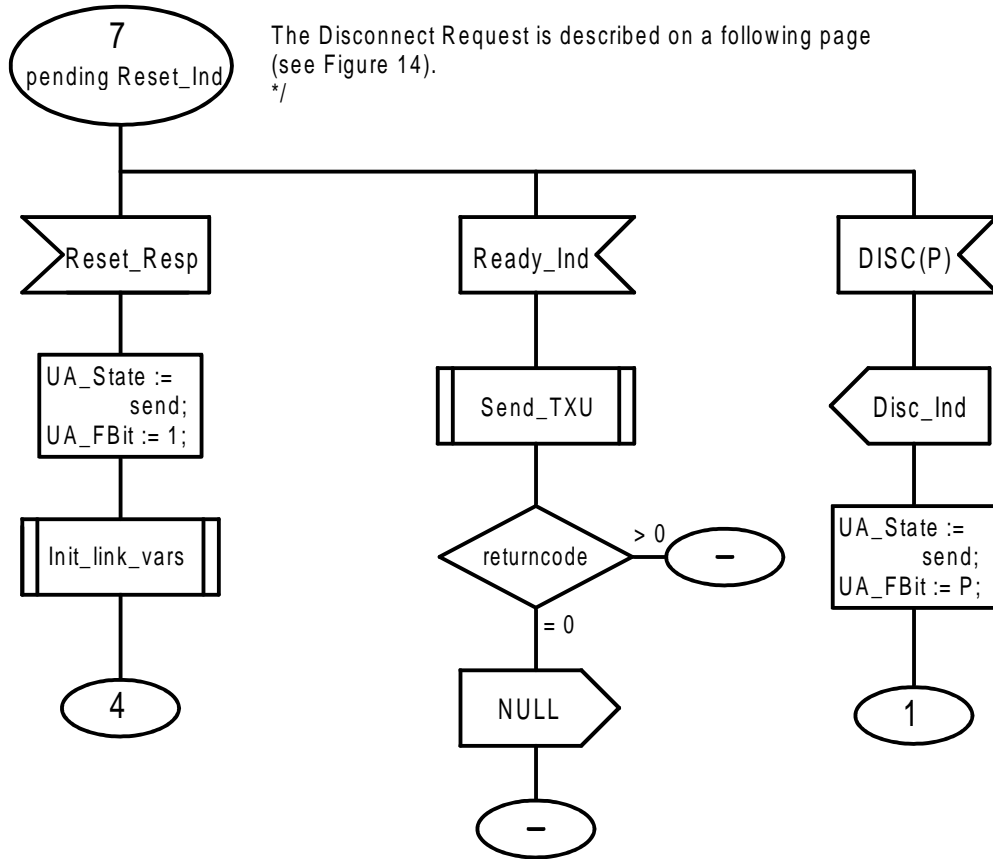 7
pending Reset_Ind
The Disconnect Request is described on a following page
(see Figure 14).
*/
Reset_Resp
Ready_Ind
DISC(P)
UA_State :=
send;
UA_FBit := 1;
Send_TXU
Disc_Ind
Init_link_vars
returncode
> 0
–
= 0
UA_State :=
send;
UA_FBit := P;
4
NULL
1
–